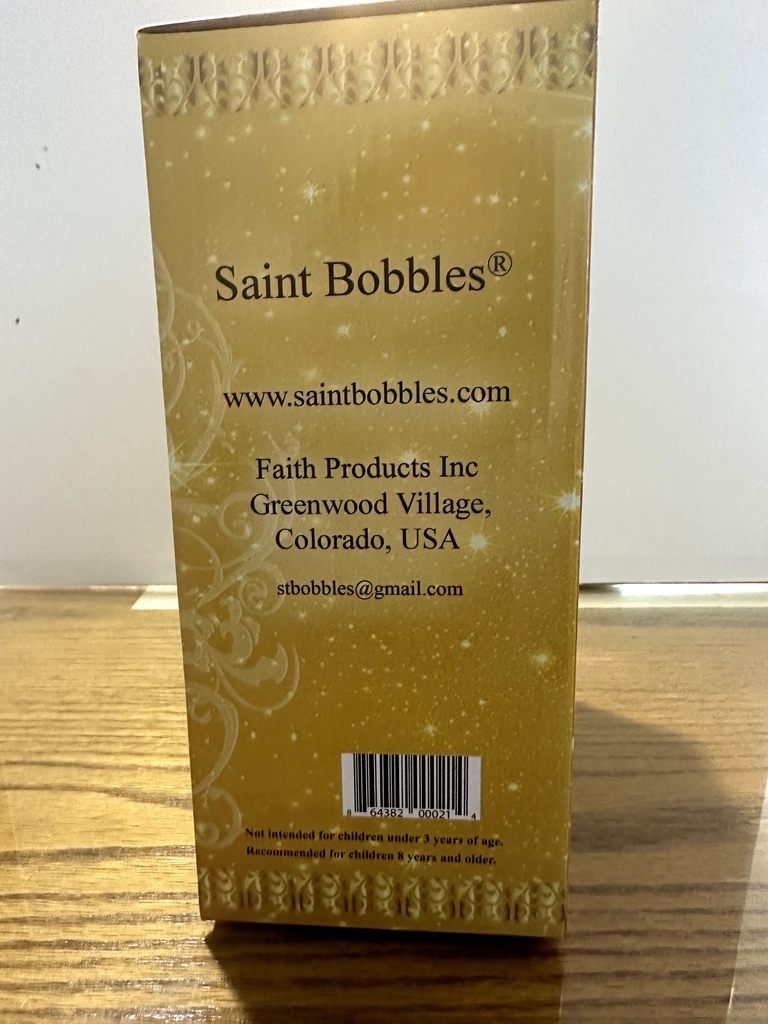 Saint Bobbles®
www.saintbobbles.com
Faith Products Inc
Greenwood Village,
Colorado, USA
stbobbles@gmail.com
8 64382 00021 4
Not intended for children under 3 years of age.
Recommended for children 8 years and older.